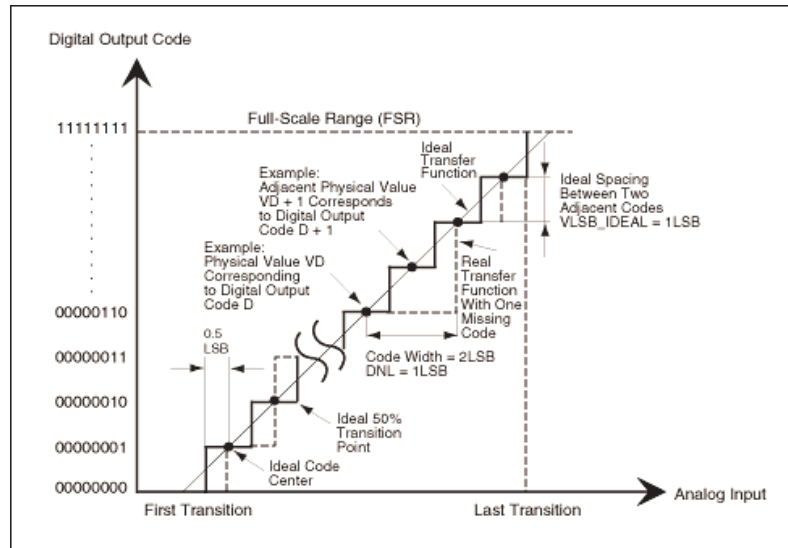 Digital Output Code
Full-Scale Range (FSR)
11111111
Ideal
Transfer
Function
Example:
Adjacent Physical Value
VD + 1 Corresponds
to Digital Output
Code D + 1
Ideal Spacing
Between Two
Adjacent Codes
VLSB_IDEAL = 1LSB
Example:
Physical Value VD
Corresponding
to Digital Output
Code D
Real
Transfer
Function
With One
Missing
Code
00000110
0.5
LSB
00000011
Code Width = 2LSB
DNL = 1LSB
00000010
Ideal 50%
Transition
Point
00000001
Ideal Code
Center
00000000
Analog Input
First Transition
Last Transition